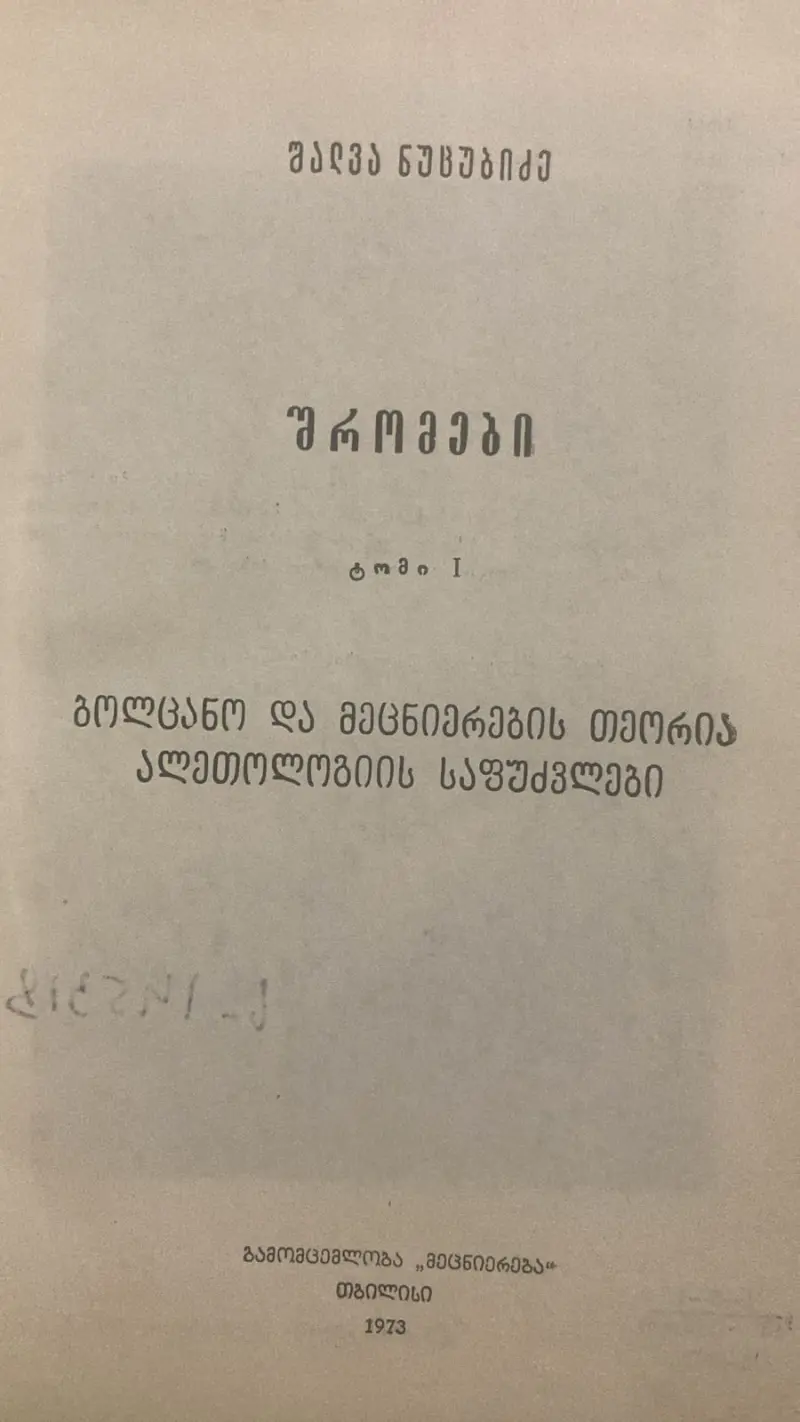 შალვა ნუცუბიძე
შრომები
ტომი I
ბოლცანო და მეცნიერების თეორია
ალეთოლოგიის საფუძვლები
გამომცემლობა „მეცნიერება“
თბილისი
1973